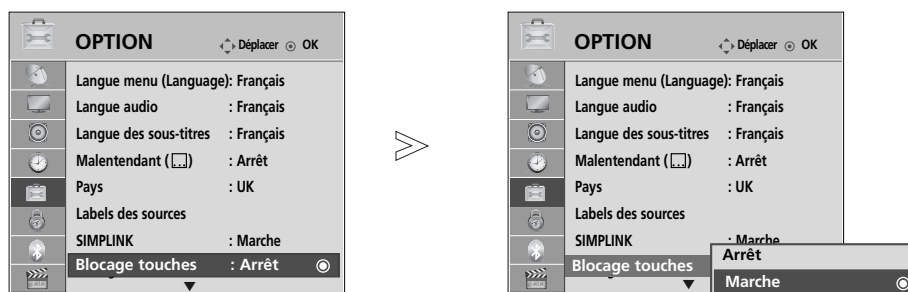 OPTION
Déplacer OK
Langue menu (Language): Français
Langue audio : Français
Langue des sous-titres : Français
Malentendant ( ) : Arrêt
Pays : UK
Labels des sources
SIMPLINK : Marche
Blocage touches : Arrêt
OPTION
Déplacer OK
Langue menu (Language): Français
Langue audio : Français
Langue des sous-titres : Français
Malentendant ( ) : Arrêt
Pays : UK
Labels des sources
SIMPLINK : Marche
Blocage touches
Arrêt
Marche